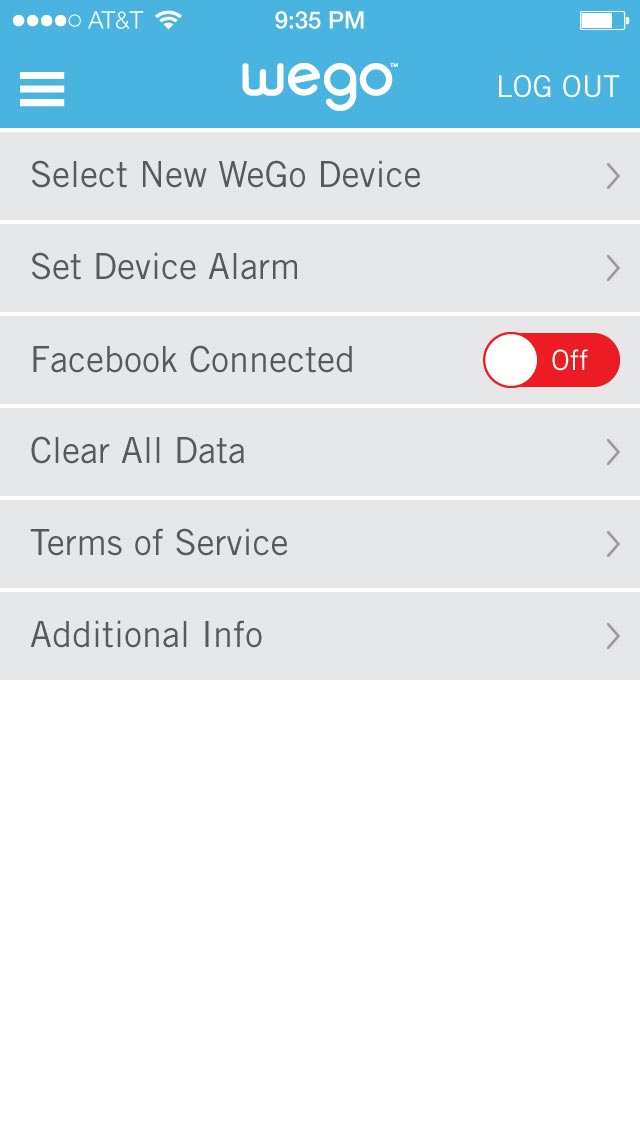 AT&T 9:35 PM
wego™ LOG OUT
Select New WeGo Device
Set Device Alarm
Facebook Connected Off
Clear All Data
Terms of Service
Additional Info